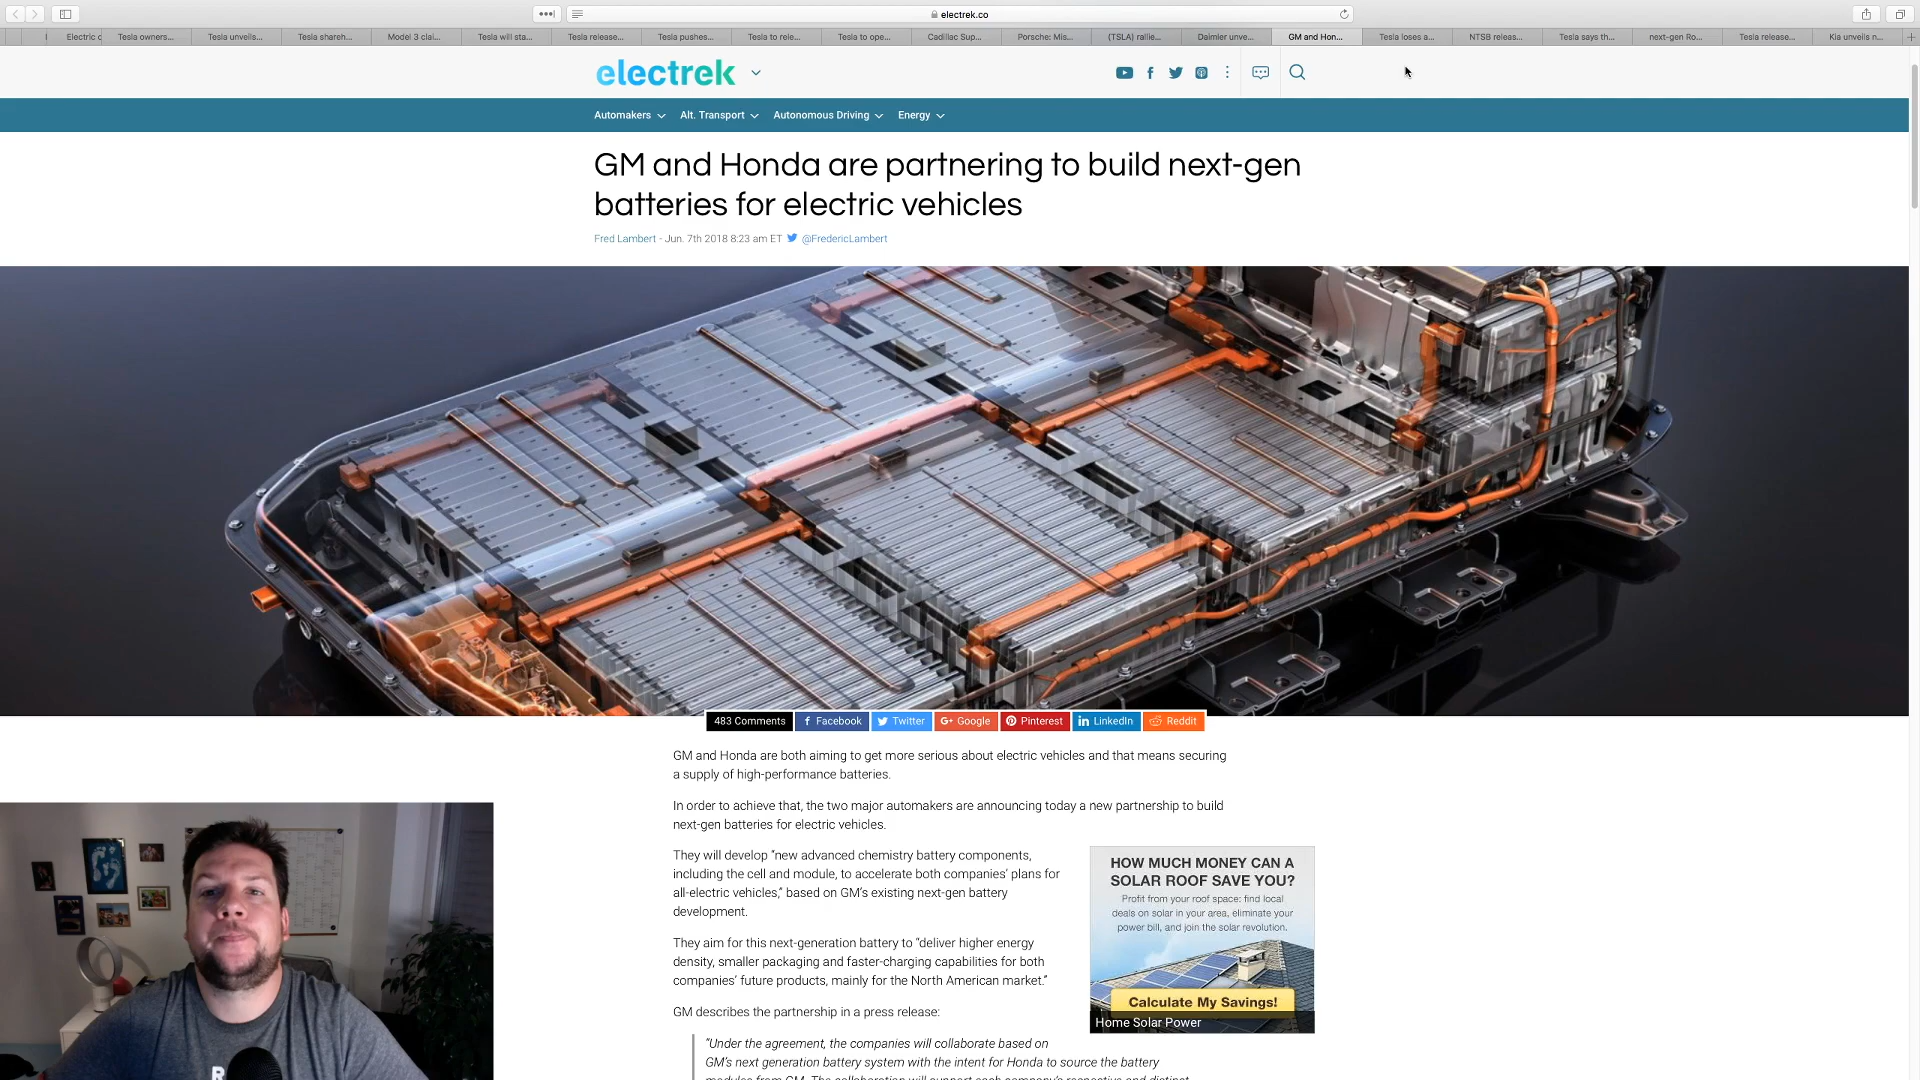 electrek.co
Electric c
Tesla owners...
Tesla unveils...
Tesla shareh...
Model 3 clai...
Tesla will sta...
Tesla release...
Tesla pushes...
Tesla to rele...
Tesla to ope...
Cadillac Sup...
Porsche: Mis...
(TSLA) rallie...
Daimler unve...
GM and Hon...
Tesla loses a...
NTSB releas...
Tesla says th...
next-gen Ro...
Tesla release...
Kia unveils n...
electrek
Automakers
Alt. Transport
Autonomous Driving
Energy
GM and Honda are partnering to build next-gen
batteries for electric vehicles
Fred Lambert - Jun. 7th 2018 8:23 am ET @FredericLambert
483 Comments
Facebook
Twitter
G+ Google
Pinterest
LinkedIn
Reddit
GM and Honda are both aiming to get more serious about electric vehicles and that means securing
a supply of high-performance batteries.
In order to achieve that, the two major automakers are announcing today a new partnership to build
next-gen batteries for electric vehicles.
They will develop “new advanced chemistry battery components,
including the cell and module, to accelerate both companies’ plans for
all-electric vehicles,” based on GM’s existing next-gen battery
development.
They aim for this next-generation battery to “deliver higher energy
density, smaller packaging and faster-charging capabilities for both
companies’ future products, mainly for the North American market.”
GM describes the partnership in a press release:
“Under the agreement, the companies will collaborate based on
GM’s next generation battery system with the intent for Honda to source the battery
modules from GM. The collaboration will support each company’s respective and distinct
HOW MUCH MONEY CAN A
SOLAR ROOF SAVE YOU?
Profit from your roof space: find local
deals on solar in your area, eliminate your
power bill, and join the solar revolution.
Calculate My Savings!
Home Solar Power